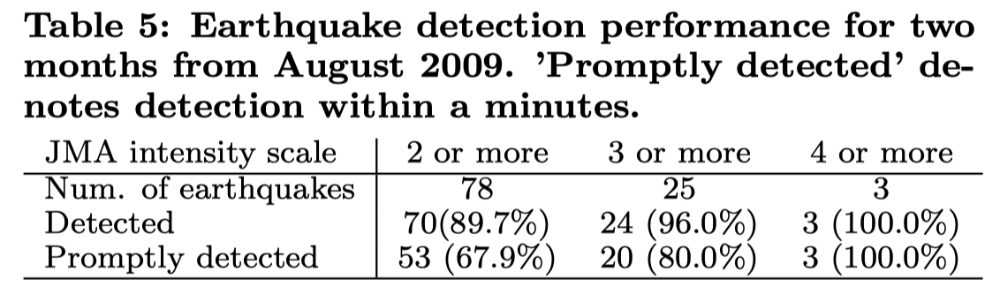 Table 5: Earthquake detection performance for two
months from August 2009. ’Promptly detected’ de-
notes detection within a minutes.
JMA intensity scale 2 or more 3 or more 4 or more
Num. of earthquakes 78 25 3
Detected 70(89.7%) 24 (96.0%) 3 (100.0%)
Promptly detected 53 (67.9%) 20 (80.0%) 3 (100.0%)